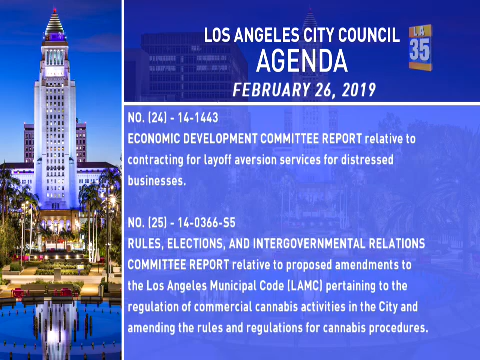 LOS ANGELES CITY COUNCIL
AGENDA
FEBRUARY 26, 2019
LA
35
NO. (24) - 14-1443
ECONOMIC DEVELOPMENT COMMITTEE REPORT relative to
contracting for layoff aversion services for distressed
businesses.
NO. (25) - 14-0366-S5
RULES, ELECTIONS, AND INTERGOVERNMENTAL RELATIONS
COMMITTEE REPORT relative to proposed amendments to
the Los Angeles Municipal Code (LAMC) pertaining to the
regulation of commercial cannabis activities in the City and
amending the rules and regulations for cannabis procedures.